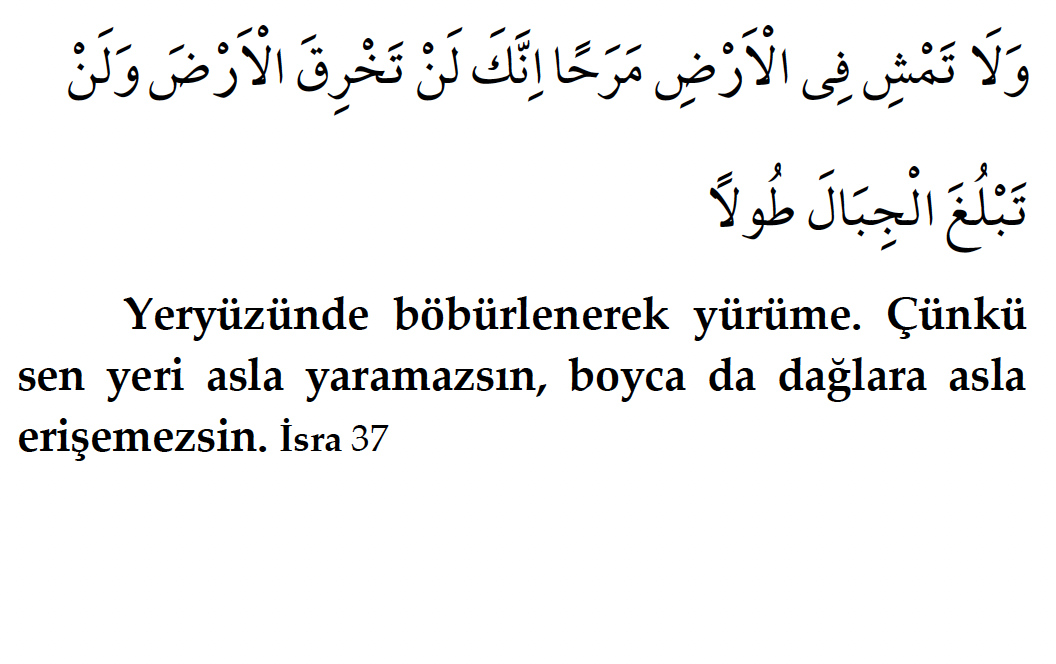 وَلَا تَمْشِ فِى الْاَرْضِ مَرَحًا اِنَّكَ لَنْ تَخْرِقَ الْاَرْضَ وَلَنْ
تَبْلُغَ الْجِبَالَ طُولاً
Yeryüzünde böbürlenerek yürüme. Çünkü
sen yeri asla yaramazsın, boyca da dağlara asla
erişemezsin. İsra 37